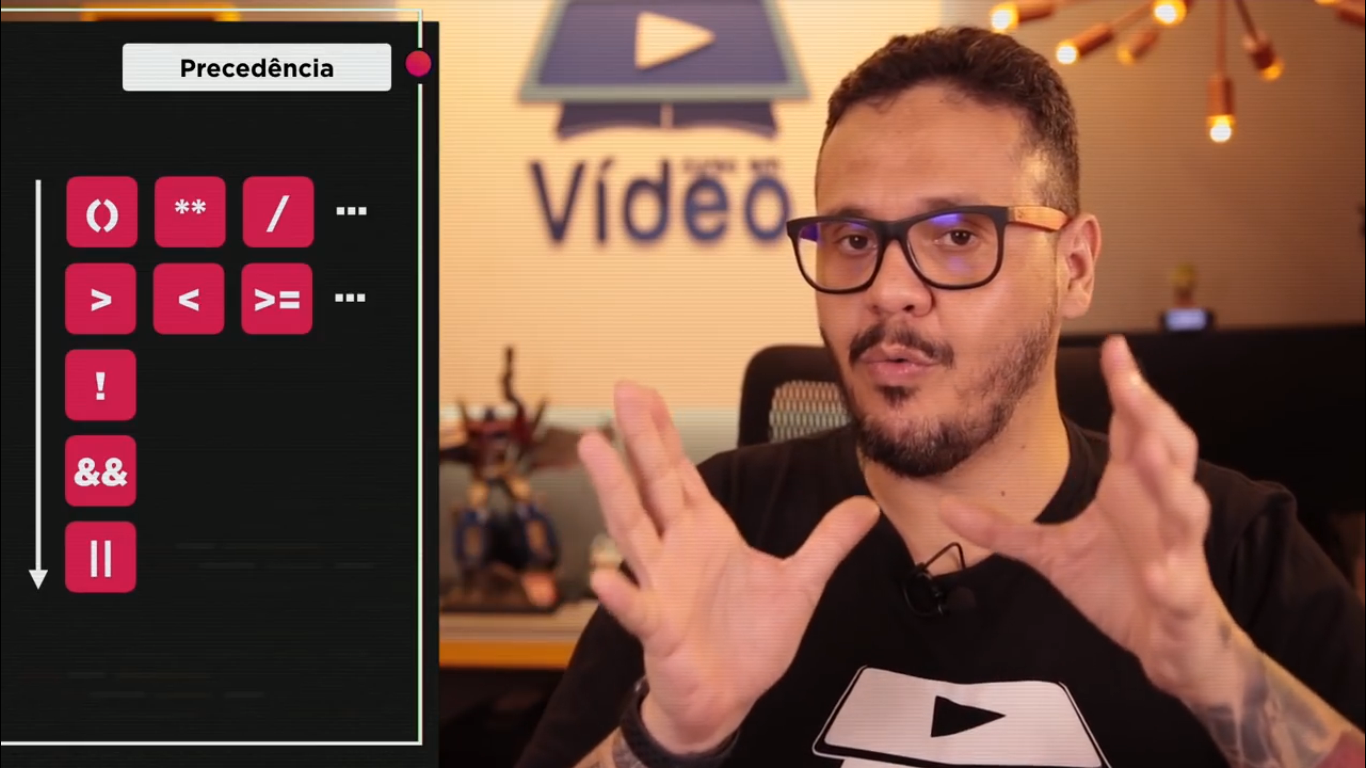 Precedência
() ** / ...
> < >= ...
!
&&
||
Vídeo